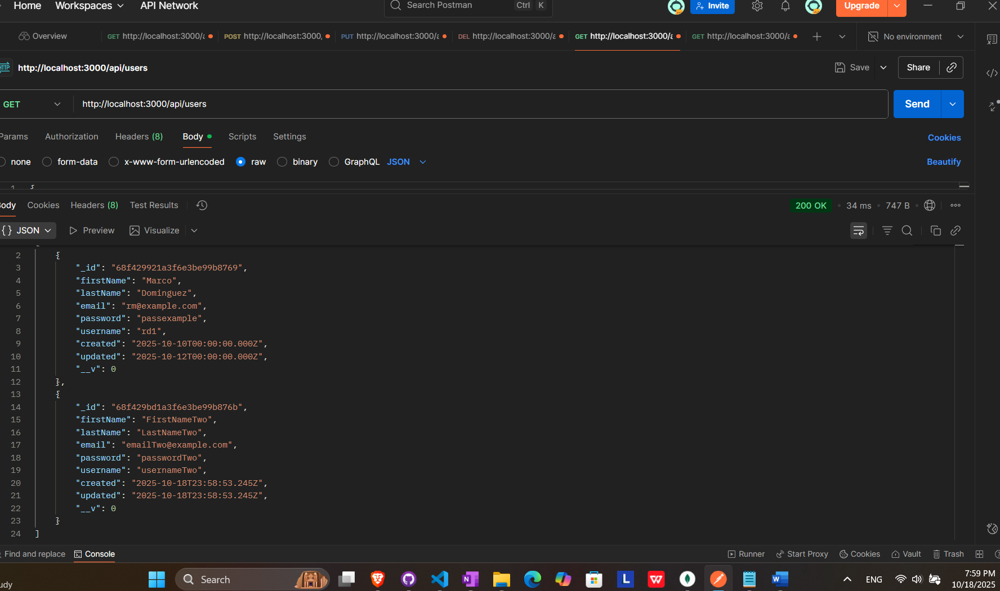 Home Workspaces API Network Search Postman Ctrl K Invite Upgrade
Overview GET http://localhost:3000/a POST http://localhost:3000, PUT http://localhost:3000/a DEL http://localhost:3000/a GET http://localhost:3000/a GET http://localhost:3000/a No environment
HTTP http://localhost:3000/api/users Save Share
GET http://localhost:3000/api/users Send
Params Authorization Headers (8) Body Scripts Settings Cookies
none form-data x-www-form-urlencoded raw binary GraphQL JSON Beautify
1 {
Body Cookies Headers (8) Test Results 200 OK • 34 ms • 747 B
{} JSON Preview Visualize
2 {
3 "_id": "68f429921a3f6e3be99b8769",
4 "firstName": "Marco",
5 "lastName": "Dominguez",
6 "email": "rm@example.com",
7 "password": "passexample",
8 "username": "rd1",
9 "created": "2025-10-10T00:00:00.000Z",
10 "updated": "2025-10-12T00:00:00.000Z",
11 "__v": 0
12 },
13 {
14 "_id": "68f429bd1a3f6e3be99b876b",
15 "firstName": "FirstNameTwo",
16 "lastName": "LastNameTwo",
17 "email": "emailTwo@example.com",
18 "password": "passwordTwo",
19 "username": "usernameTwo",
20 "created": "2025-10-18T23:58:53.245Z",
21 "updated": "2025-10-18T23:58:53.245Z",
22 "__v": 0
23 }
24 ]
Find and replace Console Runner Start Proxy Cookies Vault Trash
udy Search ENG 7:59 PM
10/18/2025